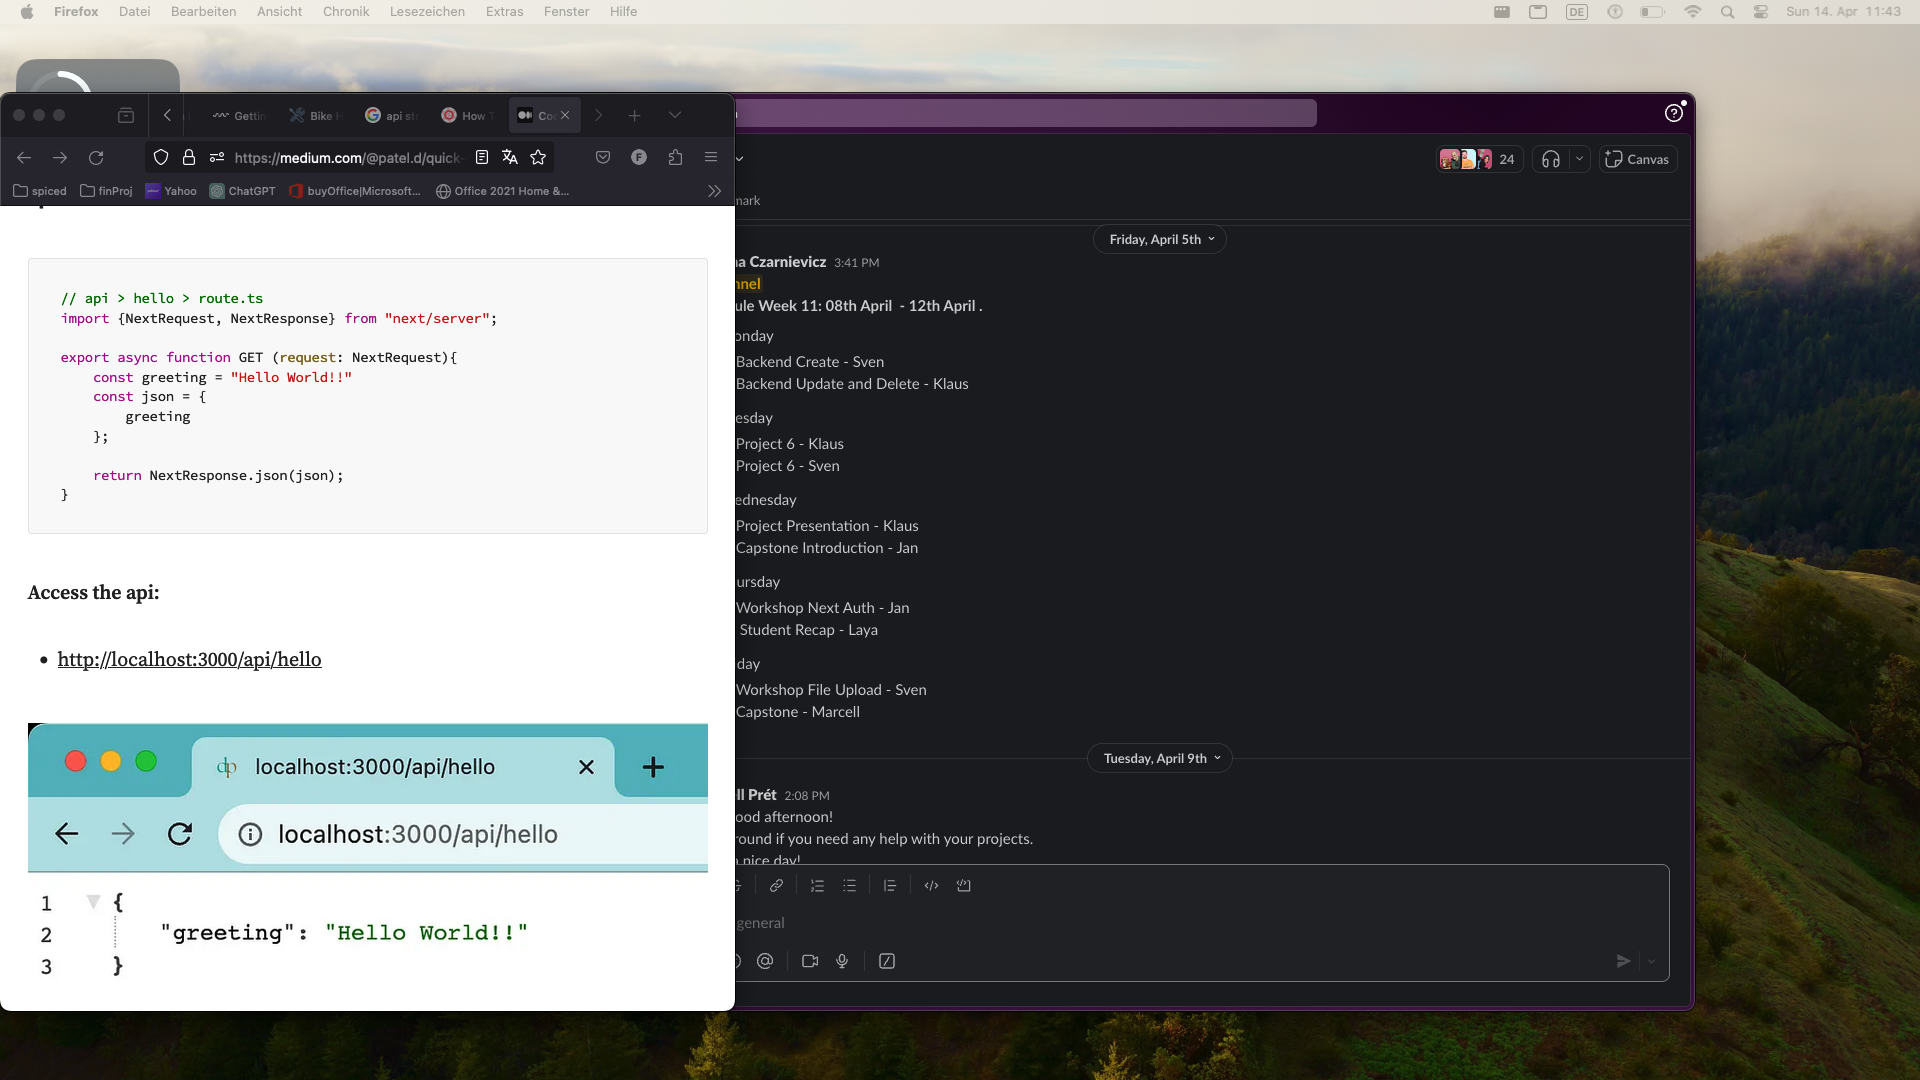 Firefox Datei Bearbeiten Ansicht Chronik Lesezeichen Extras Fenster Hilfe
DE
Sun 14. Apr 11:43
Bike
api
How
https://medium.com/@patel.d/quick-
spiced finProj Yahoo ChatGPT buyOffice|Microsoft... Office 2021 Home &...
// api > hello > route.ts
import {NextRequest, NextResponse} from "next/server";
export async function GET (request: NextRequest){
const greeting = "Hello World!!"
const json = {
greeting
};
return NextResponse.json(json);
}
Access the api:
• http://localhost:3000/api/hello
dp localhost:3000/api/hello
localhost:3000/api/hello
1 {
2 "greeting": "Hello World!!"
3 }
24
Canvas
mark
Friday, April 5th
na Czarnievicz 3:41 PM
nnel
ule Week 11: 08th April - 12th April .
onday
Backend Create - Sven
Backend Update and Delete - Klaus
esday
Project 6 - Klaus
Project 6 - Sven
ednesday
Project Presentation - Klaus
Capstone Introduction - Jan
ursday
Workshop Next Auth - Jan
Student Recap - Laya
day
Workshop File Upload - Sven
Capstone - Marcell
Tuesday, April 9th
ll Prét 2:08 PM
ood afternoon!
round if you need any help with your projects.
nice day!
general